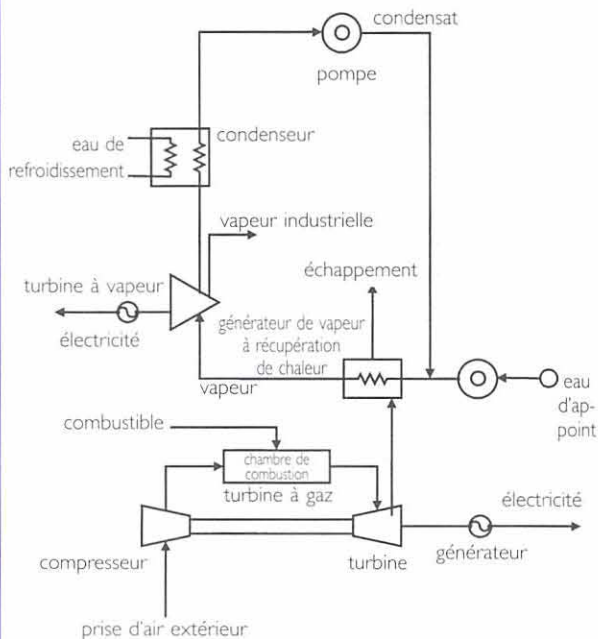 condensat
pompe
condenseur
eau de
refroidissement
vapeur industrielle
échappement
turbine à vapeur
électricité
générateur de vapeur
à récupération
de chaleur
vapeur
eau
d'ap-
point
combustible
chambre de
combustion
turbine à gaz
électricité
compresseur
turbine
générateur
prise d'air extérieur